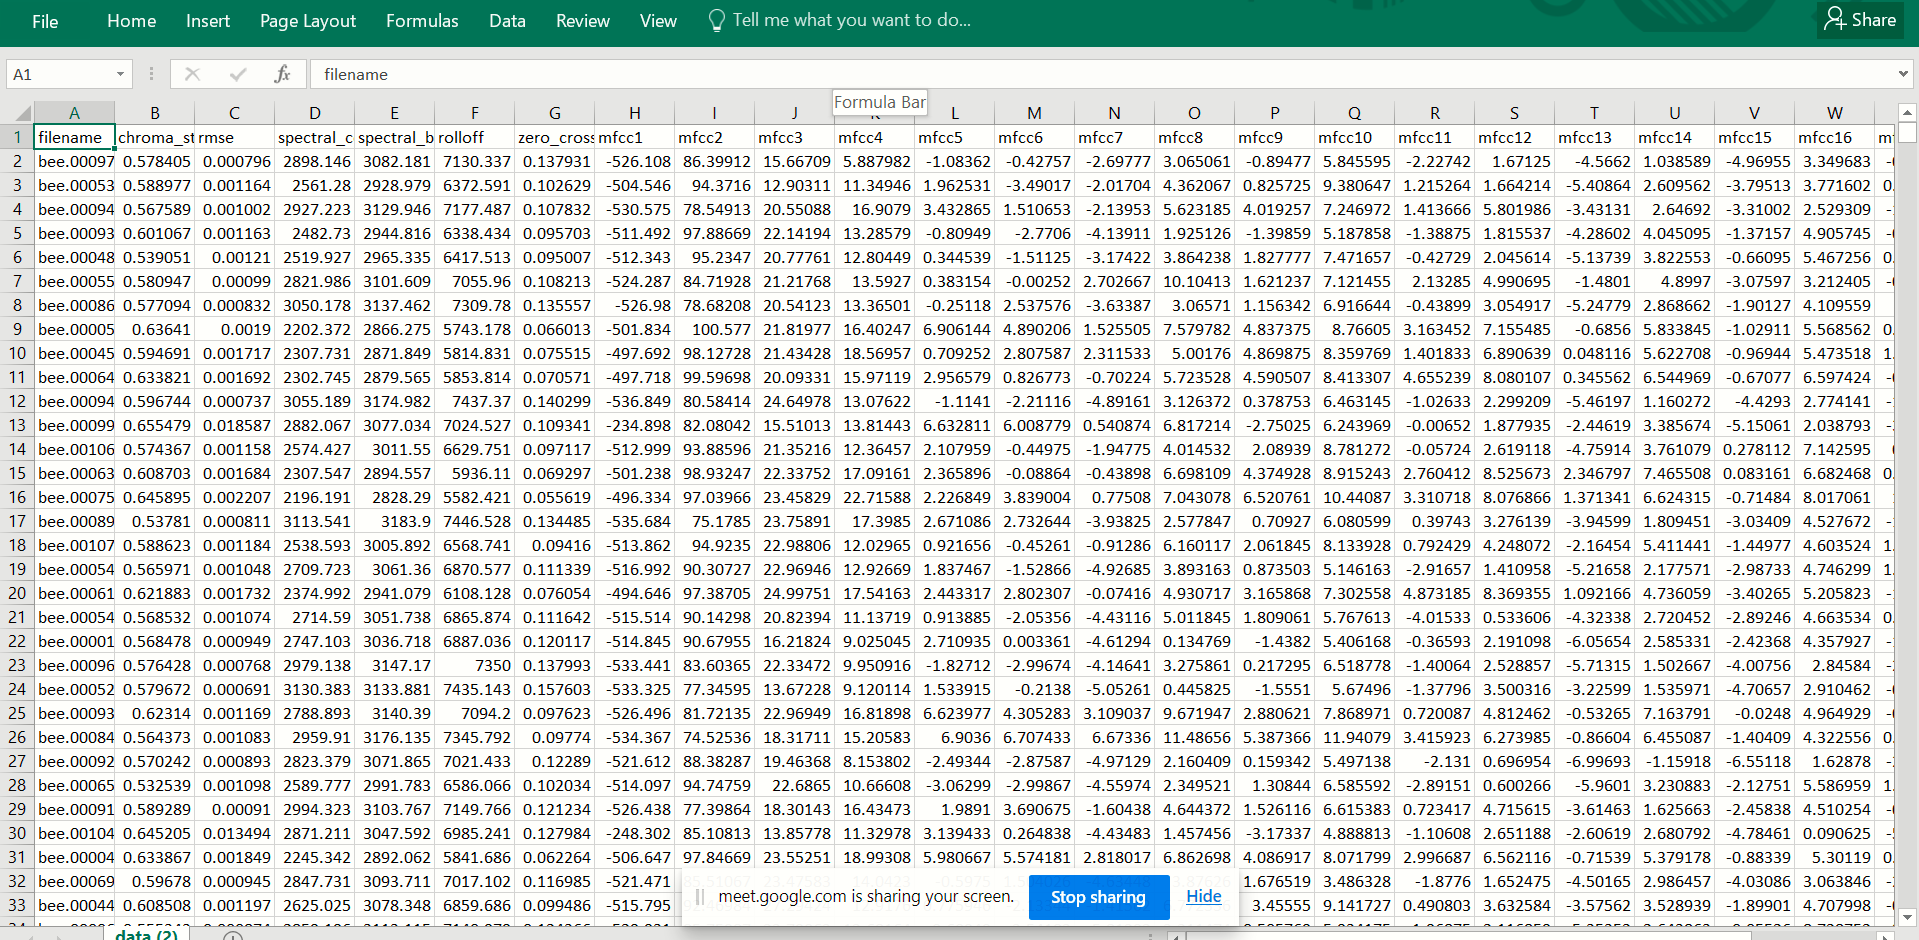 File Home Insert Page Layout Formulas Data Review View Tell me what you want to do... Share
A1 fx filename
Formula Bar
A B C D E F G H I J L M N O P Q R S T U V W
1 filename chroma_st rmse spectral_c spectral_b rolloff zero_cross mfcc1 mfcc2 mfcc3 mfcc4 mfcc5 mfcc6 mfcc7 mfcc8 mfcc9 mfcc10 mfcc11 mfcc12 mfcc13 mfcc14 mfcc15 mfcc16
2 bee.00097 0.578405 0.000796 2898.146 3082.181 7130.337 0.137931 -526.108 86.39912 15.66709 5.887982 -1.08362 -0.42757 -2.69777 3.065061 -0.89477 5.845595 -2.22742 1.67125 -4.5662 1.038589 -4.96955 3.349683
3 bee.00053 0.588977 0.001164 2561.28 2928.979 6372.591 0.102629 -504.546 94.3716 12.90311 11.34946 1.962531 -3.49017 -2.01704 4.362067 0.825725 9.380647 1.215264 1.664214 -5.40864 2.609562 -3.79513 3.771602
4 bee.00094 0.567589 0.001002 2927.223 3129.946 7177.487 0.107832 -530.575 78.54913 20.55088 16.9079 3.432865 1.510653 -2.13953 5.623185 4.019257 7.246972 1.413666 5.801986 -3.43131 2.64692 -3.31002 2.529309
5 bee.00093 0.601067 0.001163 2482.73 2944.816 6338.434 0.095703 -511.492 97.88669 22.14194 13.28579 -0.80949 -2.7706 -4.13911 1.925126 -1.39859 5.187858 -1.38875 1.815537 -4.28602 4.045095 -1.37157 4.905745
6 bee.00048 0.539051 0.00121 2519.927 2965.335 6417.513 0.095007 -512.343 95.2347 20.77761 12.80449 0.344539 -1.51125 -3.17422 3.864238 1.827777 7.471657 -0.42729 2.045614 -5.13739 3.822553 -0.66095 5.467256
7 bee.00055 0.580947 0.00099 2821.986 3101.609 7055.96 0.108213 -524.287 84.71928 21.21768 13.5927 0.383154 -0.00252 2.702667 10.10413 1.621237 7.121455 2.13285 4.990695 -1.4801 4.8997 -3.07597 3.212405
8 bee.00086 0.577094 0.000832 3050.178 3137.462 7309.78 0.135557 -526.98 78.68208 20.54123 13.36501 -0.25118 2.537576 -3.63387 3.06571 1.156342 6.916644 -0.43899 3.054917 -5.24779 2.868662 -1.90127 4.109559
9 bee.00005 0.63641 0.0019 2202.372 2866.275 5743.178 0.066013 -501.834 100.577 21.81977 16.40247 6.906144 4.890206 1.525505 7.579782 4.837375 8.76605 3.163452 7.155485 -0.6856 5.833845 -1.02911 5.568562
10 bee.00045 0.594691 0.001717 2307.731 2871.849 5814.831 0.075515 -497.692 98.12728 21.43428 18.56957 0.709252 2.807587 2.311533 5.00176 4.869875 8.359769 1.401833 6.890639 0.048116 5.622708 -0.96944 5.473518
11 bee.00064 0.633821 0.001692 2302.745 2879.565 5853.814 0.070571 -497.718 99.59698 20.09331 15.97119 2.956579 0.826773 -0.70224 5.723528 4.590507 8.413307 4.655239 8.080107 0.345562 6.544969 -0.67077 6.597424
12 bee.00094 0.596744 0.000737 3055.189 3174.982 7437.37 0.140299 -536.849 80.58414 24.64978 13.07622 -1.1141 -2.21116 -4.89161 3.126372 0.378753 6.463145 -1.02633 2.299209 -5.46197 1.160272 -4.4293 2.774141
13 bee.00099 0.655479 0.018587 2882.067 3077.034 7024.527 0.109341 -234.898 82.08042 15.51013 13.81443 6.632811 6.008779 0.540874 6.817214 -2.75025 6.243969 -0.00652 1.877935 -2.44619 3.385674 -5.15061 2.038793
14 bee.00106 0.574367 0.001158 2574.427 3011.55 6629.751 0.097117 -512.999 93.88596 21.35216 12.36457 2.107959 -0.44975 -1.94775 4.014532 2.08939 8.781272 -0.05724 2.619118 -4.75914 3.761079 0.278112 7.142595
15 bee.00063 0.608703 0.001684 2307.547 2894.557 5936.11 0.069297 -501.238 98.93247 22.33752 17.09161 2.365896 -0.08864 -0.43898 6.698109 4.374928 8.915243 2.760412 8.525673 2.346797 7.465508 0.083161 6.682468
16 bee.00075 0.645895 0.002207 2196.191 2828.29 5582.421 0.055619 -496.334 97.03966 23.45829 22.71588 2.226849 3.839004 0.77508 7.043078 6.520761 10.44087 3.310718 8.076866 1.371341 6.624315 -0.71484 8.017061
17 bee.00089 0.53781 0.000811 3113.541 3183.9 7446.528 0.134485 -535.684 75.1785 23.75891 17.3985 2.671086 2.732644 -3.93825 2.577847 0.70927 6.080599 0.39743 3.276139 -3.94599 1.809451 -3.03409 4.527672
18 bee.00107 0.588623 0.001184 2538.593 3005.892 6568.741 0.09416 -513.862 94.9235 22.98806 12.02965 0.921656 -0.45261 -0.91286 6.160117 2.061845 8.133928 0.792429 4.248072 -2.16454 5.411441 -1.44977 4.603524
19 bee.00054 0.565971 0.001048 2709.723 3061.36 6870.577 0.111339 -516.992 90.30727 22.96946 12.92669 1.837467 -1.52866 -4.92685 3.893163 0.873503 5.146163 -2.91657 1.410958 -5.21658 2.177571 -2.98733 4.746299
20 bee.00061 0.621883 0.001732 2374.992 2941.079 6108.128 0.076054 -494.646 97.38705 24.99751 17.54163 2.443317 2.802307 -0.07416 4.930717 3.165868 7.302558 4.873185 8.369355 1.092166 4.736059 -3.40265 5.205823
21 bee.00054 0.568532 0.001074 2714.59 3051.738 6865.874 0.111642 -515.514 90.14298 20.82394 11.13719 0.913885 -2.05356 -4.43116 5.011845 1.809061 5.767613 -4.01533 0.533606 -4.32338 2.720452 -2.89246 4.663534
22 bee.00001 0.568478 0.000949 2747.103 3036.718 6887.036 0.120117 -514.845 90.67955 16.21824 9.025045 2.710935 0.003361 -4.61294 0.134769 -1.4382 5.406168 -0.36593 2.191098 -6.05654 2.585331 -2.42368 4.357927
23 bee.00096 0.576428 0.000768 2979.138 3147.17 7350 0.137993 -533.441 83.60365 22.33472 9.950916 -1.82712 -2.99674 -4.14641 3.275861 0.217295 6.518778 -1.40064 2.528857 -5.71315 1.502667 -4.00756 2.84584
24 bee.00052 0.579672 0.000691 3130.383 3133.881 7435.143 0.157603 -533.325 77.34595 13.67228 9.120114 1.533915 -0.2138 -5.05261 0.445825 -1.5551 5.67496 -1.37796 3.500316 -3.22599 1.535971 -4.70657 2.910462
25 bee.00093 0.62314 0.001169 2788.893 3140.39 7094.2 0.097623 -526.496 81.72135 22.96949 16.81898 6.623977 4.305283 3.109037 9.671947 2.880621 7.868971 0.720087 4.812462 -0.53265 7.163791 -0.0248 4.964929
26 bee.00084 0.564373 0.001083 2959.91 3176.135 7345.792 0.09774 -534.367 74.52536 18.31711 15.20583 6.9036 6.707433 6.67336 11.48656 5.387366 11.94079 3.415923 6.273985 -0.86604 6.455087 -1.40409 4.322556
27 bee.00092 0.570242 0.000893 2823.379 3071.865 7021.433 0.12289 -521.612 88.38287 19.46368 8.153802 -2.49344 -2.87587 -4.97129 2.160409 0.159342 5.497138 -2.131 0.696954 -6.99693 -1.15918 -6.55118 1.62878
28 bee.00065 0.532539 0.001098 2589.777 2991.783 6586.066 0.102034 -514.097 94.74759 22.6865 10.66608 -3.06299 -2.99867 -4.55974 2.349521 1.30844 6.585592 -2.89151 0.600266 -5.9601 3.230883 -2.12751 5.586959
29 bee.00091 0.589289 0.00091 2994.323 3103.767 7149.766 0.121234 -526.438 77.39864 18.30143 16.43473 1.9891 3.690675 -1.60438 4.644372 1.526116 6.615383 0.723417 4.715615 -3.61463 1.625663 -2.45838 4.510254
30 bee.00104 0.645205 0.013494 2871.211 3047.592 6985.241 0.127984 -248.302 85.10813 13.85778 11.32978 3.139433 0.264838 -4.43483 1.457456 -3.17337 4.888813 -1.10608 2.651188 -2.60619 2.680792 -4.78461 0.090625
31 bee.00004 0.633867 0.001849 2245.342 2892.062 5841.686 0.062264 -506.647 97.84669 23.55251 18.99308 5.980667 5.574181 2.818017 6.862698 4.086917 8.071799 2.996687 6.562116 -0.71539 5.379178 -0.88339 5.30119
32 bee.00069 0.59678 0.000945 2847.731 3093.711 7017.102 0.116985 -521.471 1.676519 3.486328 -1.8776 1.652475 -4.50165 2.986457 -4.03086 3.063846
33 bee.00044 0.608508 0.001197 2625.025 3078.348 6859.686 0.099486 -515.795 3.45555 9.141727 0.490803 3.632584 -3.57562 3.528939 -1.89901 4.707998
meet.google.com is sharing your screen. Stop sharing Hide
data (2)